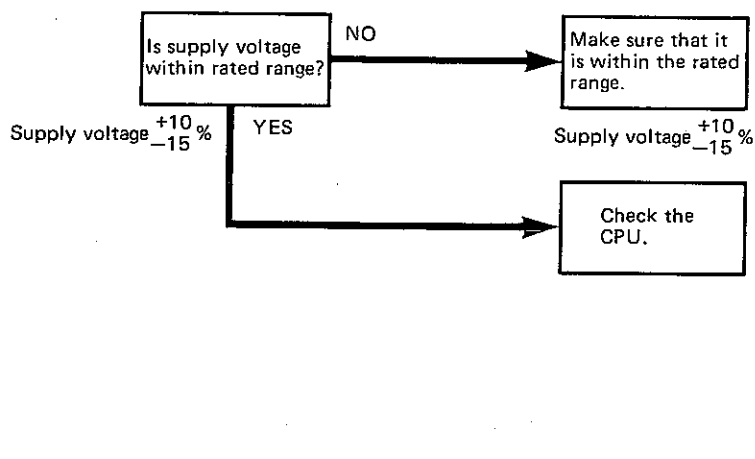 Is supply voltage
within rated range?
NO
Make sure that it
is within the rated
range.
Supply voltage +10
−15 %
YES
Supply voltage +10
−15 %
Check the
CPU.